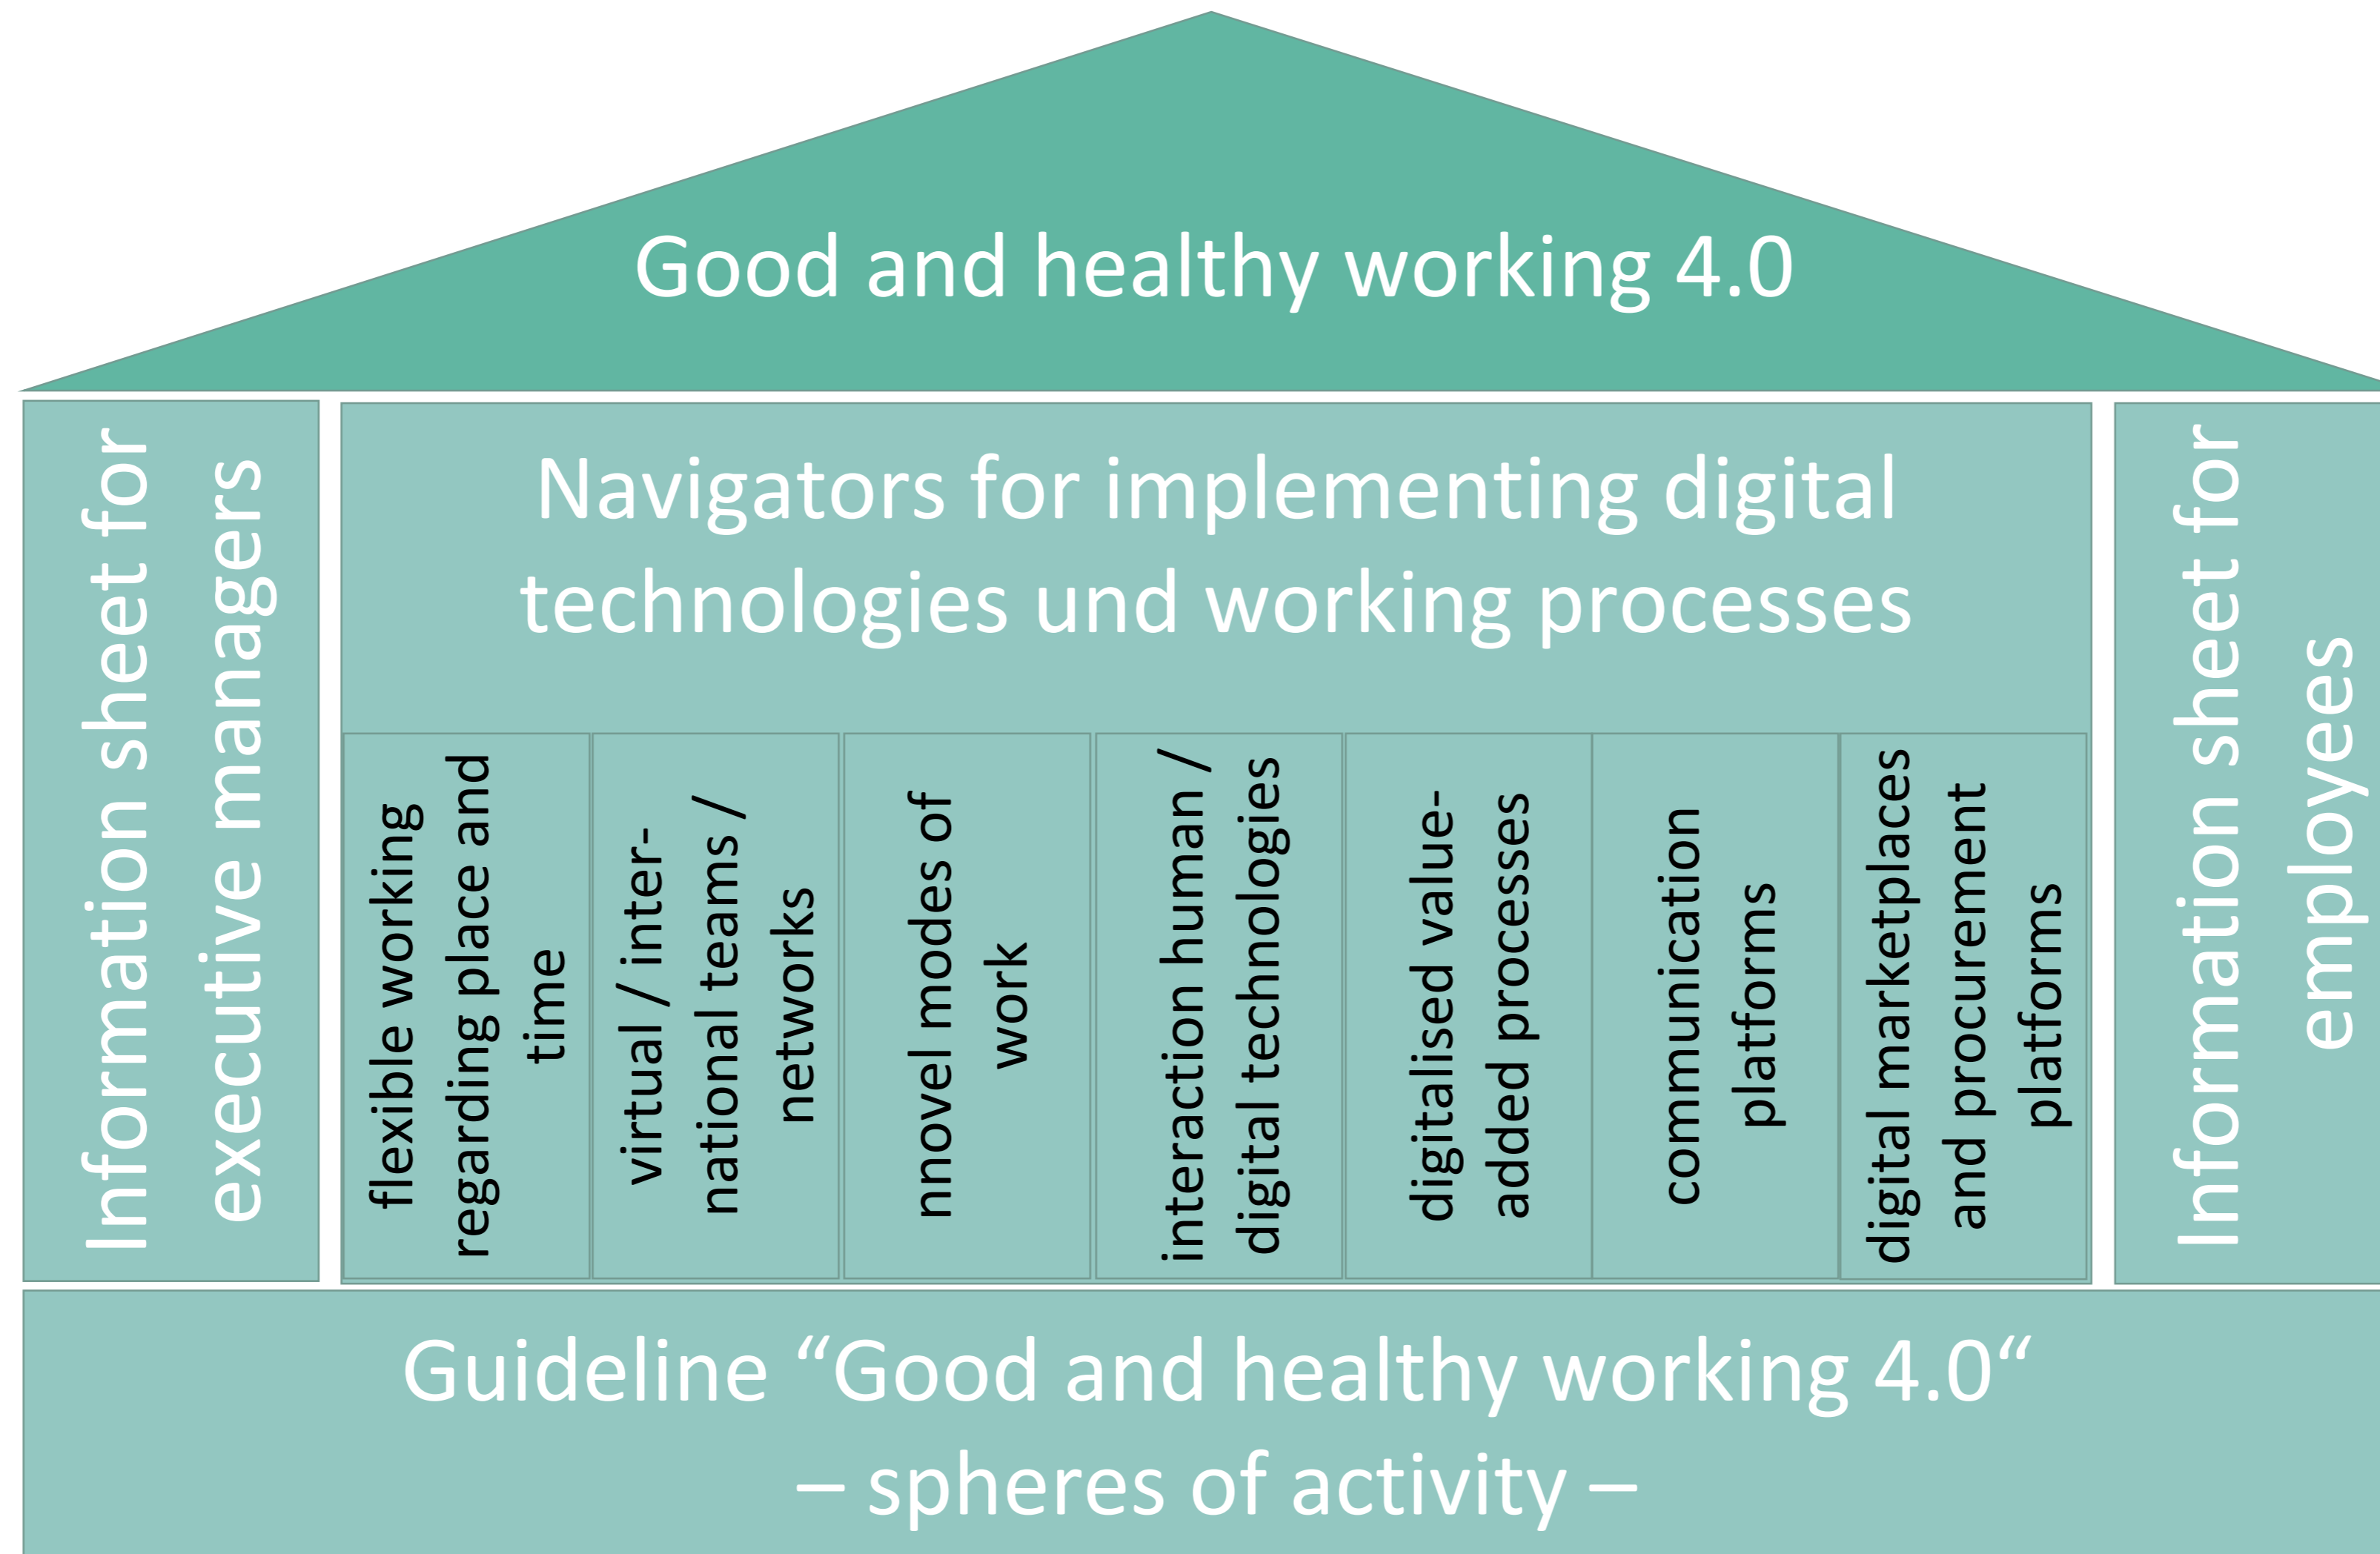 Good and healthy working 4.0
Information sheet for
executive managers
Navigators for implementing digital
technologies und working processes
flexible working
regarding place and
time
virtual / inter-
national teams /
networks
novel modes of
work
interaction human /
digital technologies
digitalised value-
added processes
communication
platforms
digital marketplaces
and procurement
platforms
Information sheet for
employees
Guideline “Good and healthy working 4.0“
– spheres of activity –